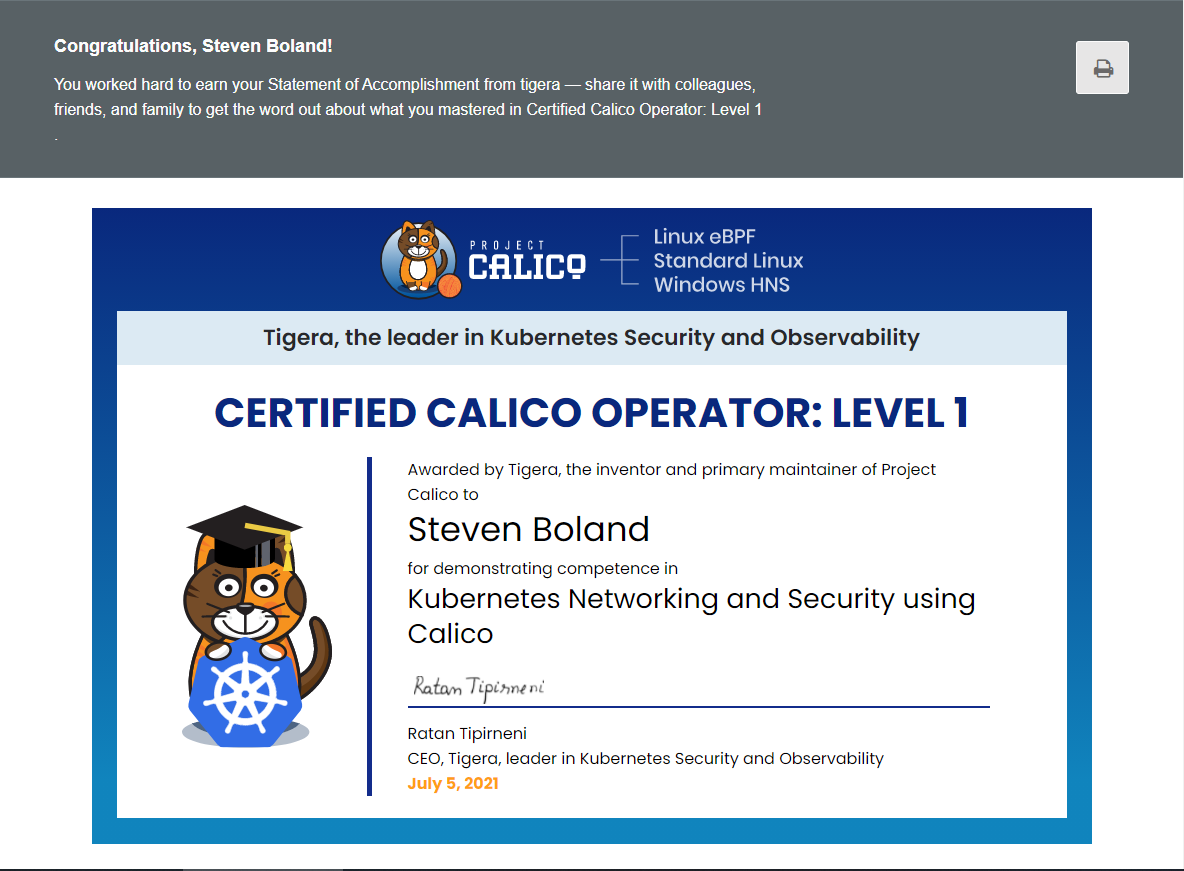 Congratulations, Steven Boland!
You worked hard to earn your Statement of Accomplishment from tigera — share it with colleagues,
friends, and family to get the word out about what you mastered in Certified Calico Operator: Level 1
.
PROJECT
CALICO
Linux eBPF
Standard Linux
Windows HNS
Tigera, the leader in Kubernetes Security and Observability
CERTIFIED CALICO OPERATOR: LEVEL 1
Awarded by Tigera, the inventor and primary maintainer of Project
Calico to
Steven Boland
for demonstrating competence in
Kubernetes Networking and Security using
Calico
Ratan Tipirneni
Ratan Tipirneni
CEO, Tigera, leader in Kubernetes Security and Observability
July 5, 2021